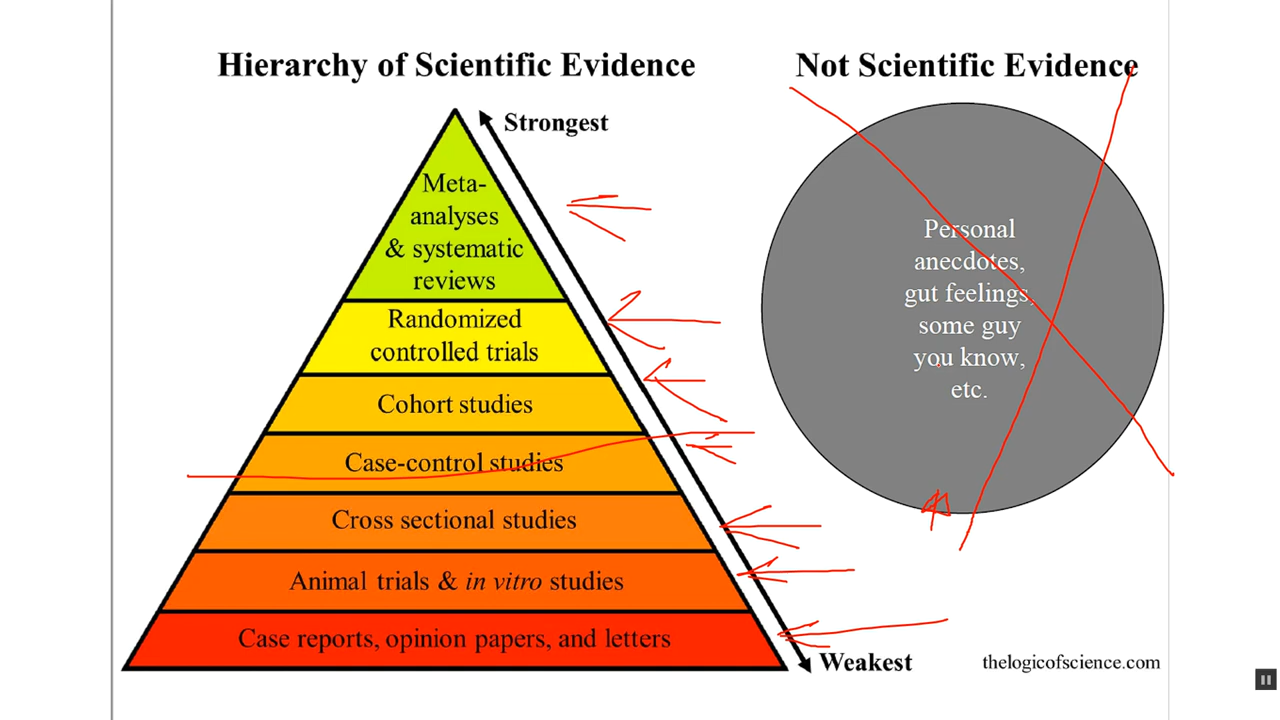 Hierarchy of Scientific Evidence
Not Scientific Evidence
Strongest
Meta-
analyses
& systematic
reviews
Randomized
controlled trials
Cohort studies
Case-control studies
Cross sectional studies
Animal trials & in vitro studies
Case reports, opinion papers, and letters
Weakest
Personal
anecdotes,
gut feelings,
some guy
you know,
etc.
thelogicofscience.com